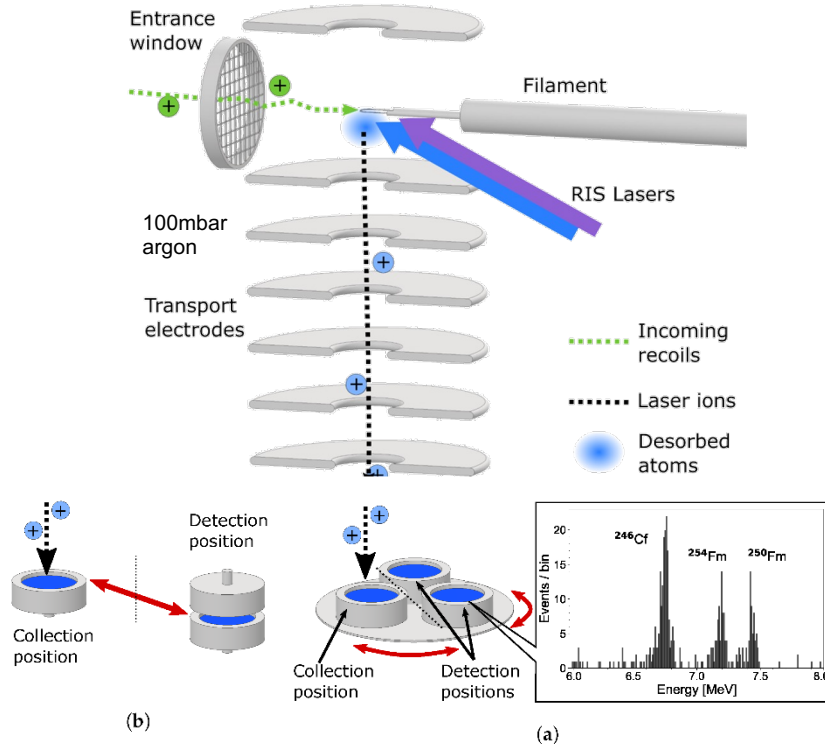 Entrance
window
Filament
RIS Lasers
100mbar
argon
Transport
electrodes
Incoming
recoils
Laser ions
Desorbed
atoms
+
+
+
+
+
Detection
position
Collection
position
+
+
(b)
+
+
Collection
position
Detection
positions
(a)
²⁴⁶Cf
²⁵⁴Fm
²⁵⁰Fm
Events / bin
20
15
10
5
0
6.0
6.5
7.0
7.5
8.0
Energy [MeV]